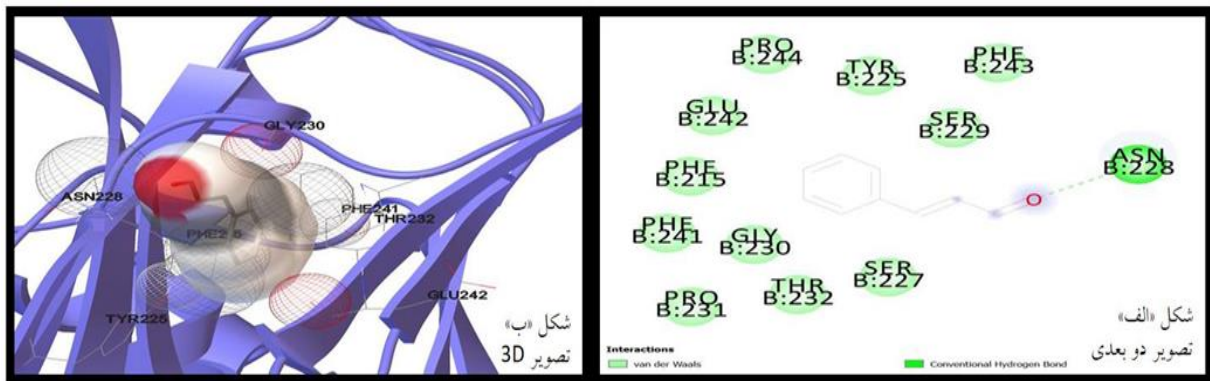 GLY230
ASN228
PHE241
THR232
GLU242
TYR225
شکل «ب»
تصویر 3D
PRO
B:244
TYR
B:225
PHE
B:243
GLU
B:242
SER
B:229
ASN
B:228
PHE
B:215
O
PHE
B:241
GLY
B:230
SER
B:227
THR
B:232
PRO
B:231
شکل «الف»
تصویر دو بعدی
Interactions
van der Waals
Conventional Hydrogen Bond